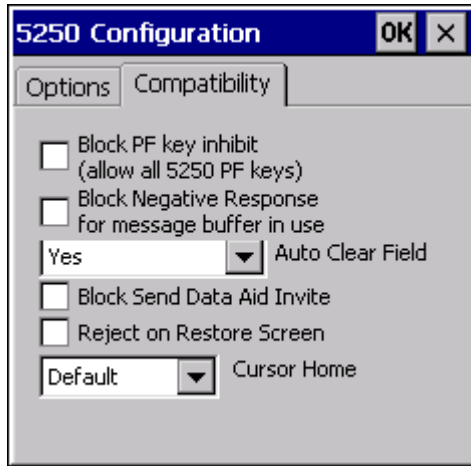 5250 Configuration OK ×
Options Compatibility
Block PF key inhibit
(allow all 5250 PF keys)
Block Negative Response
for message buffer in use
Yes Auto Clear Field
Block Send Data Aid Invite
Reject on Restore Screen
Default Cursor Home